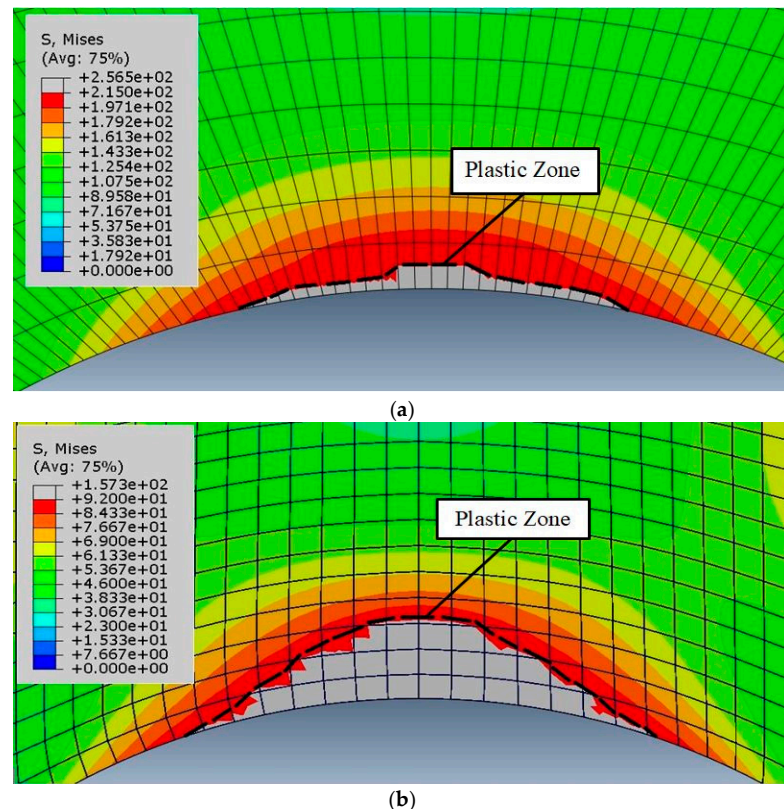 S, Mises
(Avg: 75%)
+2.565e+02
+2.150e+02
+1.971e+02
+1.792e+02
+1.613e+02
+1.433e+02
+1.254e+02
+1.075e+02
+8.958e+01
+7.167e+01
+5.375e+01
+3.583e+01
+1.792e+01
+0.000e+00
Plastic Zone
(a)
S, Mises
(Avg: 75%)
+1.573e+02
+9.200e+01
+8.433e+01
+7.667e+01
+6.900e+01
+6.133e+01
+5.367e+01
+4.600e+01
+3.833e+01
+3.067e+01
+2.300e+01
+1.533e+01
+7.667e+00
+0.000e+00
Plastic Zone
(b)